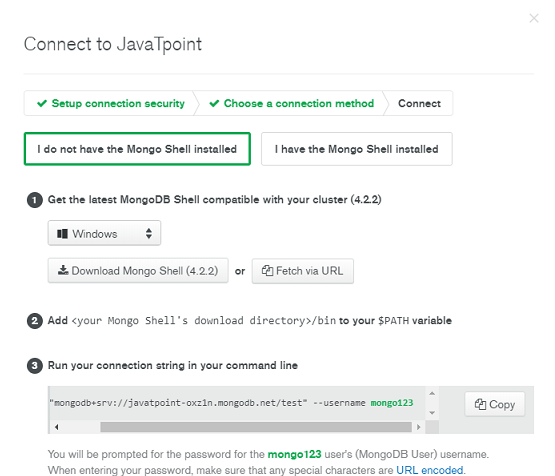 Connect to JavaTpoint
Setup connection security Choose a connection method Connect
I do not have the Mongo Shell installed I have the Mongo Shell installed
1 Get the latest MongoDB Shell compatible with your cluster (4.2.2)
Windows
Download Mongo Shell (4.2.2) or Fetch via URL
2 Add <your Mongo Shell's download directory>/bin to your $PATH variable
3 Run your connection string in your command line
"mongodb+srv://javatpoint-oxz1n.mongodb.net/test" --username mongo123
Copy
You will be prompted for the password for the mongo123 user's (MongoDB User) username.
When entering your password, make sure that any special characters are URL encoded.